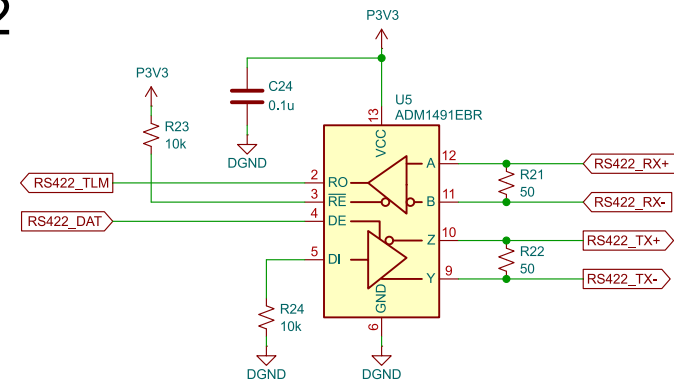 2
P3V3
P3V3
C24
0.1u
DGND
R23
10k
U5
ADM1491EBR
13
VCC
RS422_TLM
2
RO
A
12
RS422_RX+
R21
50
3
RE
B
11
RS422_RX-
RS422_DAT
4
DE
Z
10
RS422_TX+
R22
50
5
DI
Y
9
RS422_TX-
GND
6
R24
10k
DGND
DGND